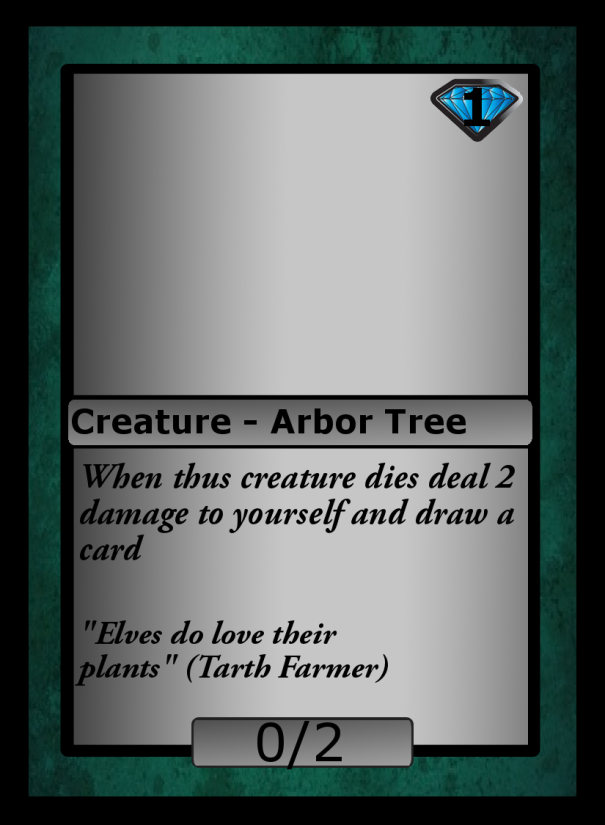 1
Creature - Arbor Tree
When thus creature dies deal 2
damage to yourself and draw a
card
"Elves do love their
plants" (Tarth Farmer)
0/2